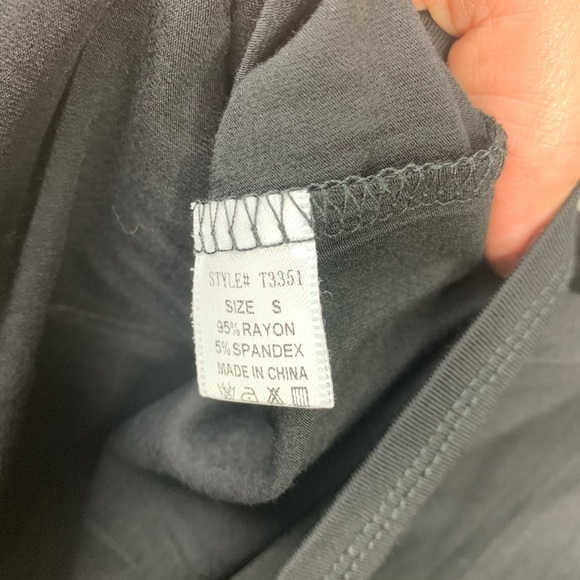 STYLE# T3351
SIZE S
95%RAYON
5%SPANDEX
MADE IN CHINA